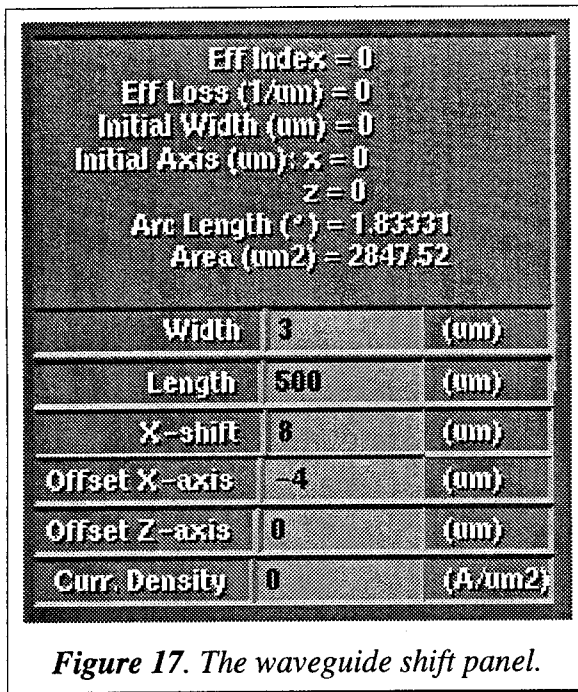 Eff Index = 0
Eff Loss (1/um) = 0
Initial Width (um) = 0
Initial Axis (um): x = 0
z = 0
Arc Length (°) = 1.83331
Area (um2) = 2847.52
Width 3 (um)
Length 500 (um)
X-shift 8 (um)
Offset X-axis -4 (um)
Offset Z-axis 0 (um)
Curr. Density 0 (A/um2)
Figure 17. The waveguide shift panel.